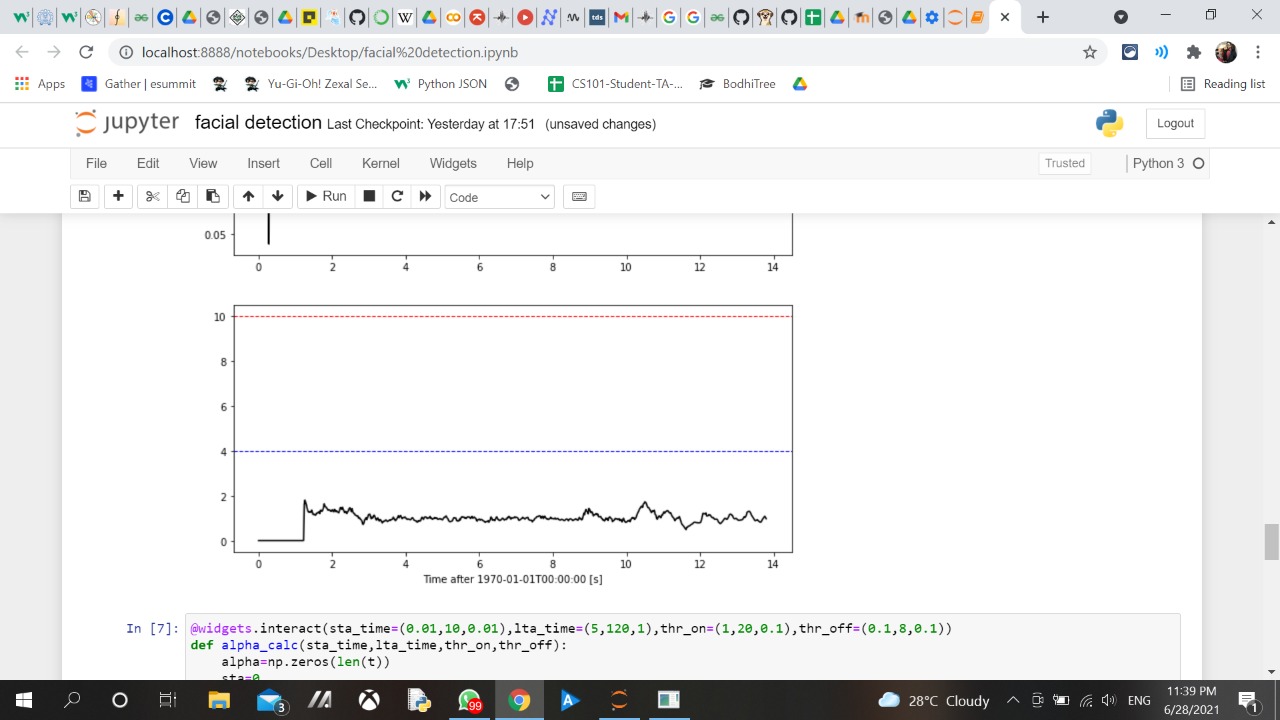 localhost:8888/notebooks/Desktop/facial%20detection.ipynb
Apps Gather | esummit Yu-Gi-Oh! Zexal Se... Python JSON CS101-Student-TA-... BodhiTree Reading list
jupyter facial detection Last Checkpoint: Yesterday at 17:51 (unsaved changes) Logout
File Edit View Insert Cell Kernel Widgets Help Trusted Python 3
Run Code
0.05
0 2 4 6 8 10 12 14
10
8
6
4
2
0
0 2 4 6 8 10 12 14
Time after 1970-01-01T00:00:00 [s]
In [7]: @widgets.interact(sta_time=(0.01,10,0.01),lta_time=(5,120,1),thr_on=(1,20,0.1),thr_off=(0.1,8,0.1))
def alpha_calc(sta_time,lta_time,thr_on,thr_off):
alpha=np.zeros(len(t))
sta=0
3 99 28°C Cloudy ENG 11:39 PM
6/28/2021 1